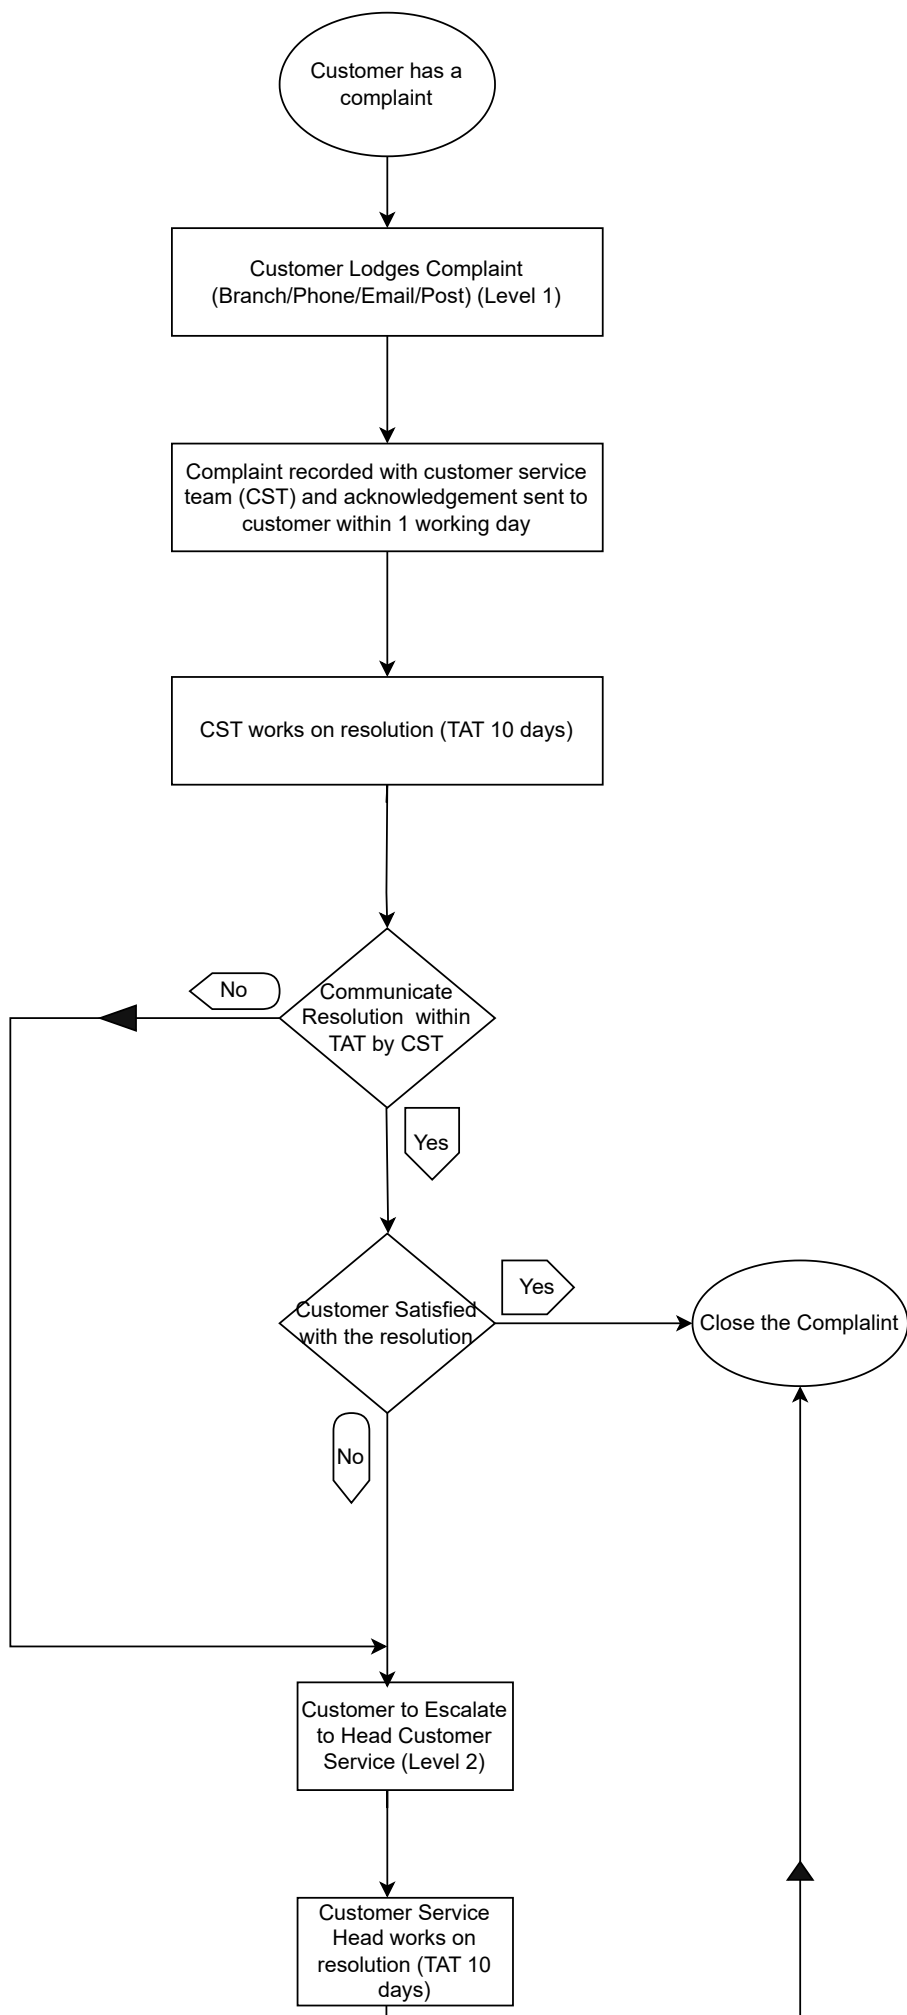 Customer has a
complaint
Customer Lodges Complaint
(Branch/Phone/Email/Post) (Level 1)
Complaint recorded with customer service
team (CST) and acknowledgement sent to
customer within 1 working day
CST works on resolution (TAT 10 days)
No
Communicate
Resolution within
TAT by CST
Yes
Customer Satisfied
with the resolution
Yes
Close the Complalint
No
Customer to Escalate
to Head Customer
Service (Level 2)
Customer Service
Head works on
resolution (TAT 10
days)